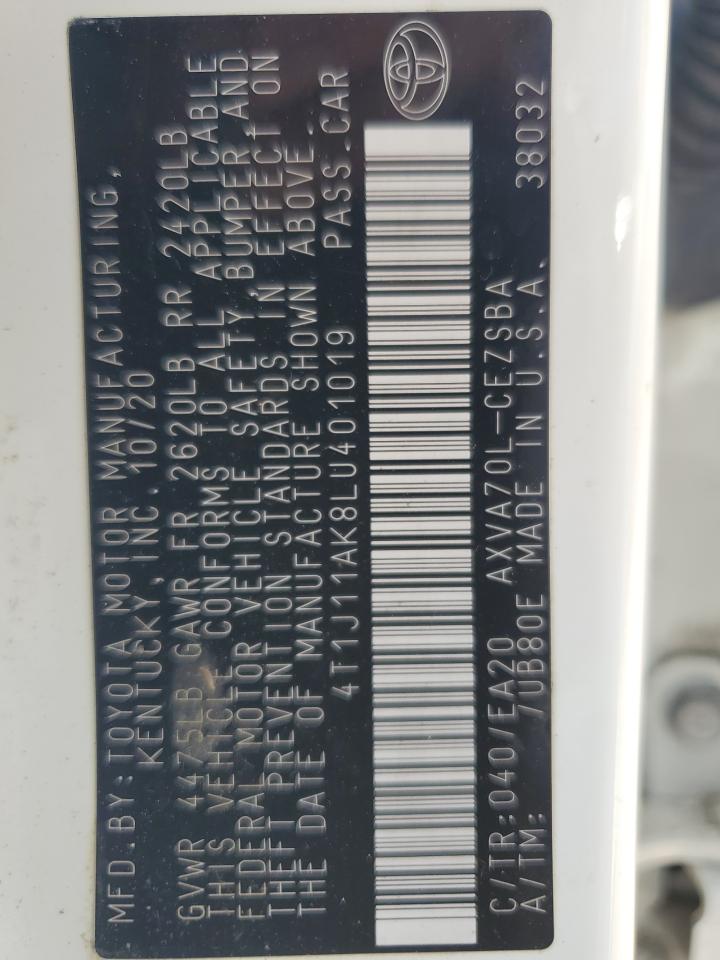 MFD.BY:TOYOTA MOTOR MANUFACTURING,
KENTUCKY, INC. 10/20
GVWR 4475LB GAWR FR 2620LB RR 2420LB
THIS VEHICLE CONFORMS TO ALL APPLICABLE
FEDERAL MOTOR VEHICLE SAFETY, BUMPER, AND
THEFT PREVENTION STANDARDS IN EFFECT ON
THE DATE OF MANUFACTURE SHOWN ABOVE.
4T1J11AK8LU401019 PASS.CAR
C/TR:040/EA20 AXVA70L-CEZSBA
A/TM: /UB80E MADE IN U.S.A. 38032